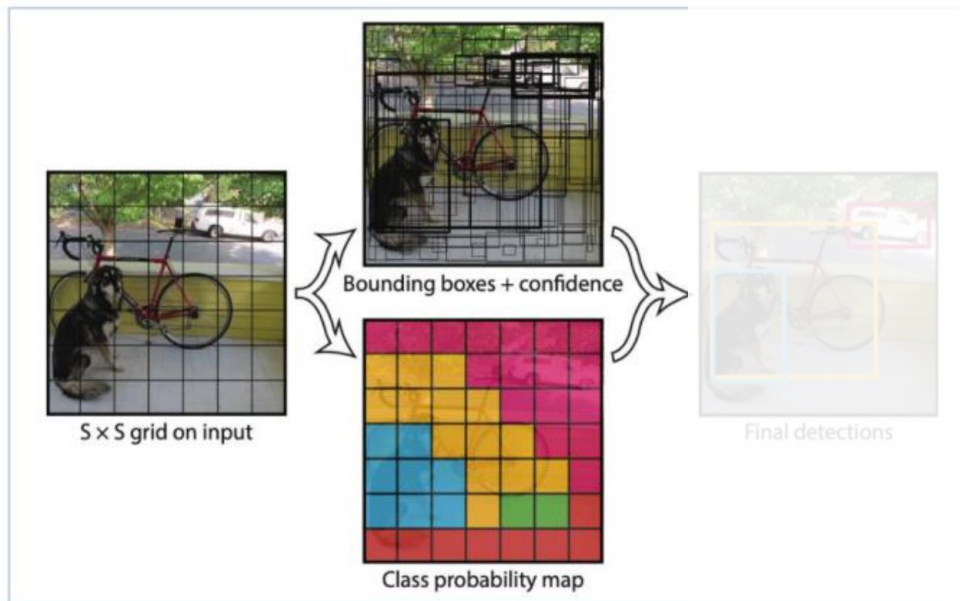 Bounding boxes + confidence
S × S grid on input
Final detections
Class probability map